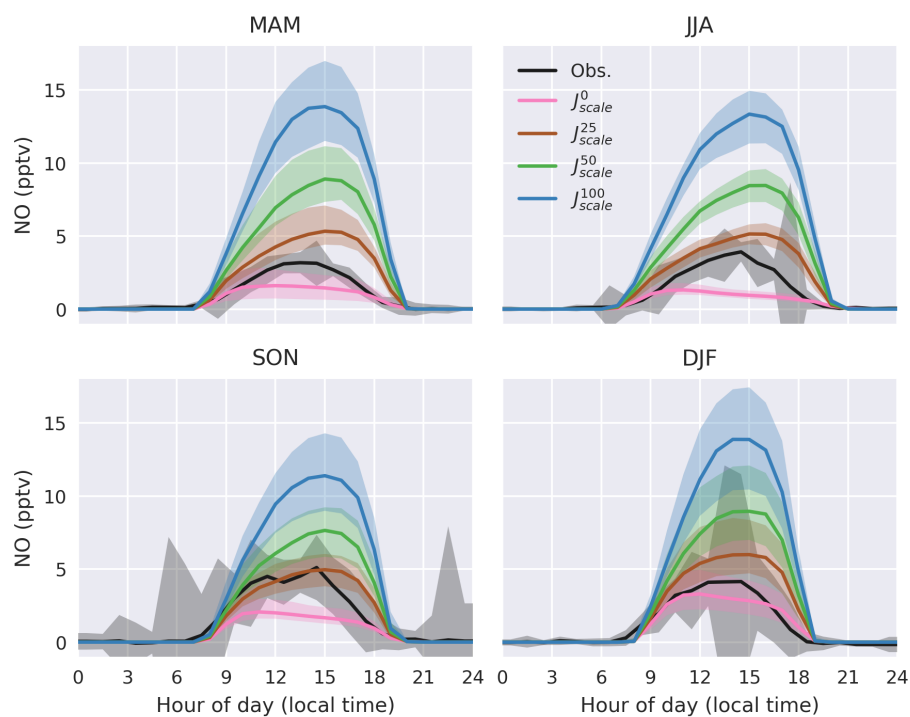 MAM
JJA
15
10
5
0
NO (pptv)
Obs.
J^0_scale
J^25_scale
J^50_scale
J^100_scale
SON
DJF
15
10
5
0
NO (pptv)
0 3 6 9 12 15 18 21 24
0 3 6 9 12 15 18 21 24
Hour of day (local time)
Hour of day (local time)